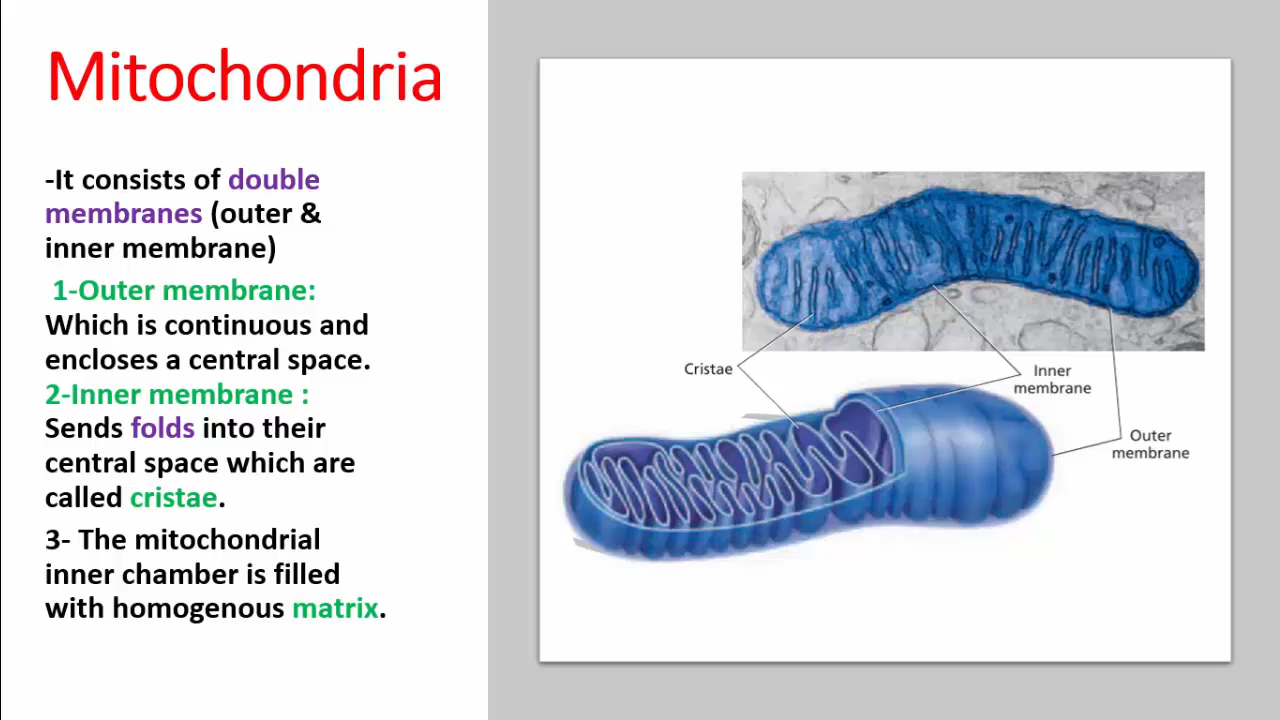 Mitochondria
-It consists of double
membranes (outer &
inner membrane)
1-Outer membrane:
Which is continuous and
encloses a central space.
2-Inner membrane :
Sends folds into their
central space which are
called cristae.
3- The mitochondrial
inner chamber is filled
with homogenous matrix.
Cristae
Inner
membrane
Outer
membrane